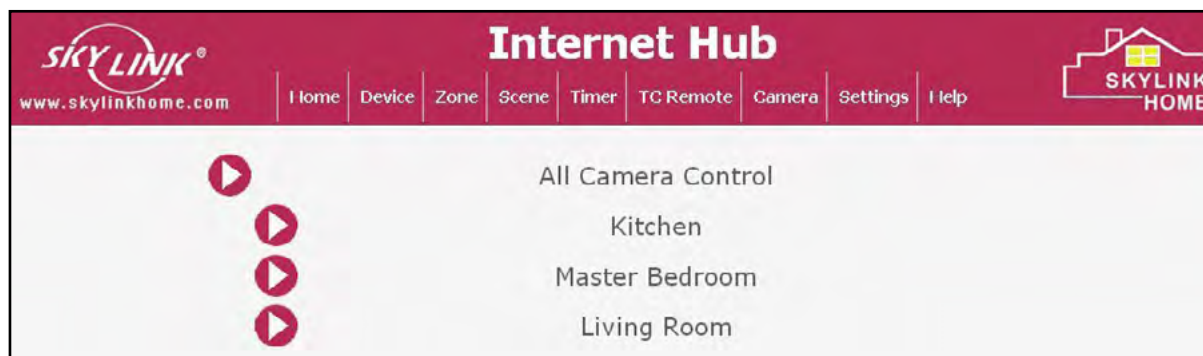 SKYLINK®
www.skylinkhome.com
Internet Hub
Home Device Zone Scene Timer TC Remote Camera Settings Help
SKYLINK
HOME
All Camera Control
Kitchen
Master Bedroom
Living Room